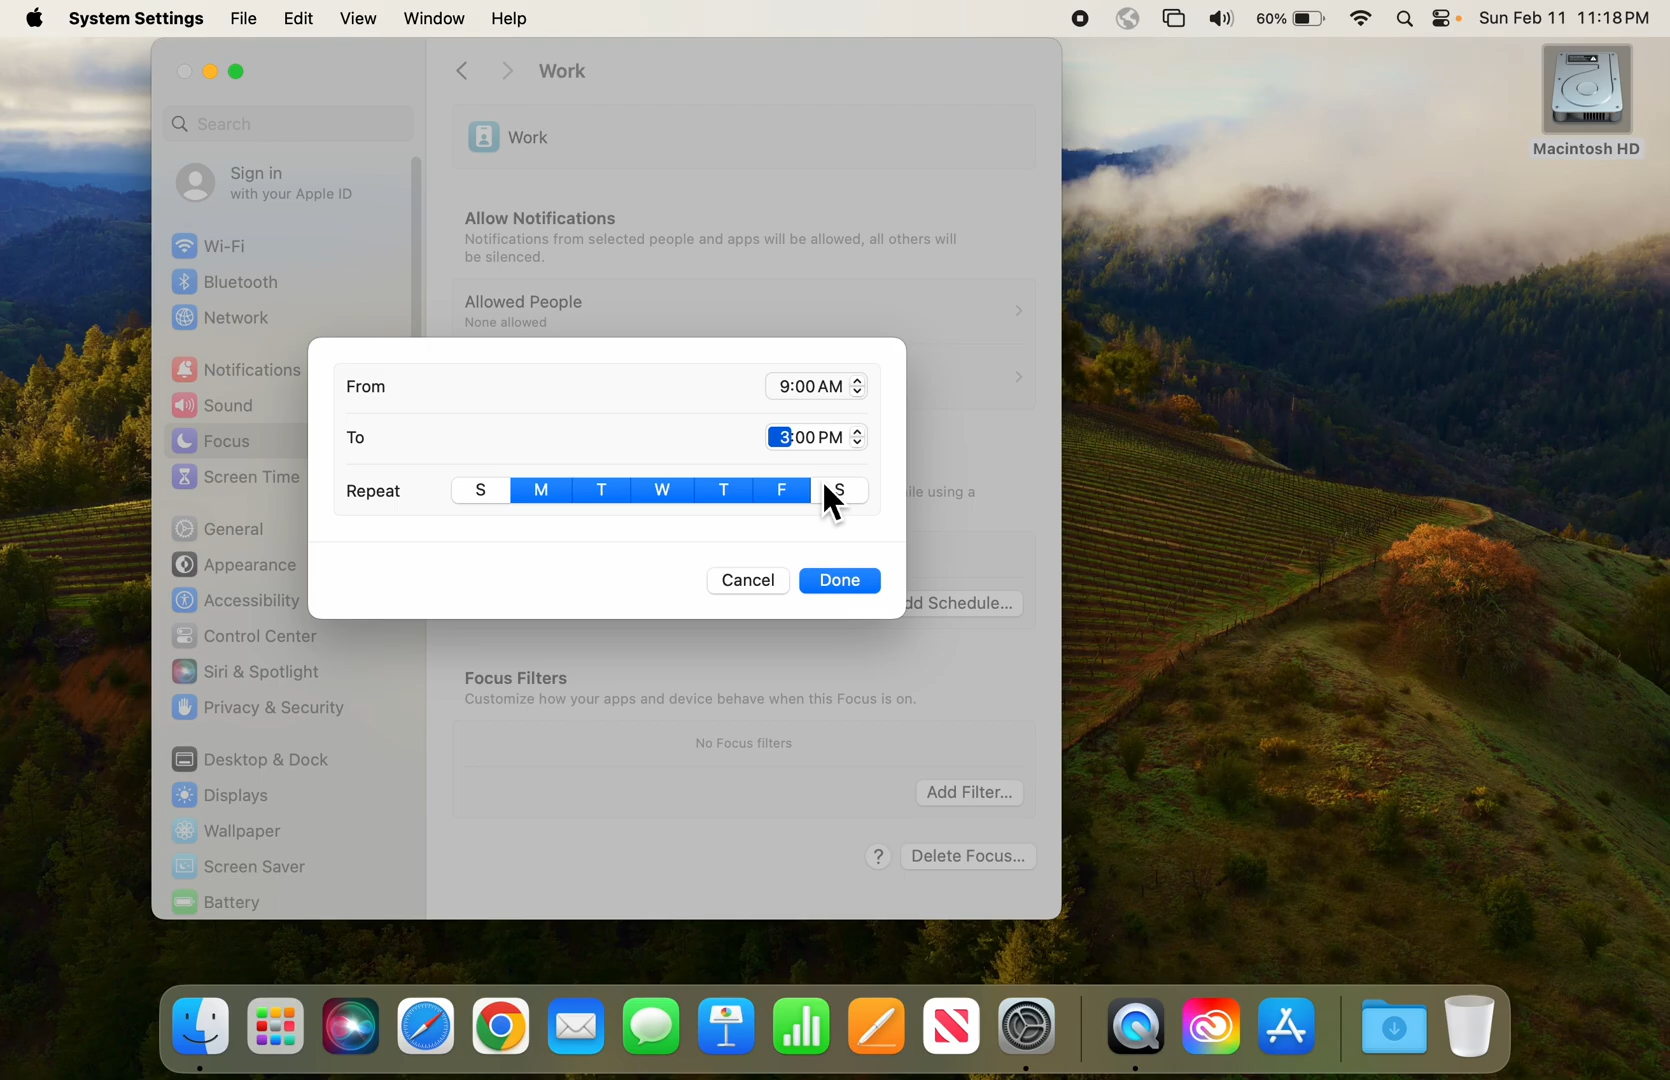 System Settings File Edit View Window Help 60% Sun Feb 11 11:18 PM
Macintosh HD
Search
Sign in
with your Apple ID
Wi-Fi
Bluetooth
Network
Notifications
Sound
Focus
Screen Time
General
Appearance
Accessibility
Control Center
Siri & Spotlight
Privacy & Security
Desktop & Dock
Displays
Wallpaper
Screen Saver
Battery
Work
Work
Allow Notifications
Notifications from selected people and apps will be allowed, all others will
be silenced.
Allowed People
None allowed
From 9:00 AM
To 3:00 PM
Repeat S M T W T F S
Cancel Done
ile using a
dd Schedule...
Focus Filters
Customize how your apps and device behave when this Focus is on.
No Focus filters
Add Filter...
? Delete Focus...